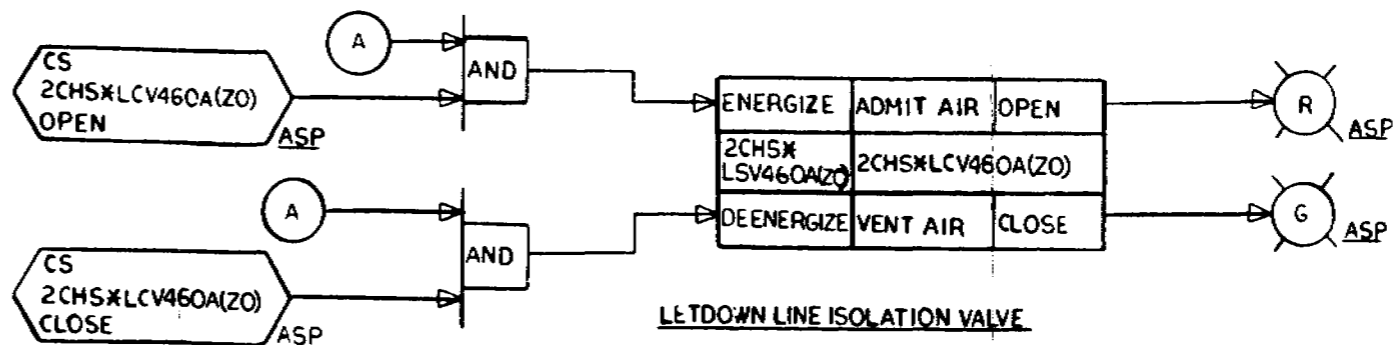 A
CS
2CHS*LCV460A(ZO)
OPEN
ASP
AND
ENERGIZE
ADMIT AIR
OPEN
R
ASP
2CHS*
LSV460A(ZO)
2CHS*LCV460A(ZO)
A
AND
DEENERGIZE
VENT AIR
CLOSE
G
ASP
CS
2CHS*LCV460A(ZO)
CLOSE
ASP
LETDOWN LINE ISOLATION VALVE